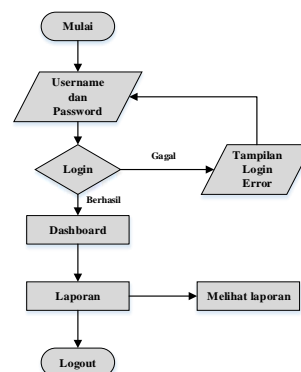 Mulai
Username
dan
Password
Login
Gagal
Tampilan
Login
Error
Berhasil
Dashboard
Laporan
Melihat laporan
Logout